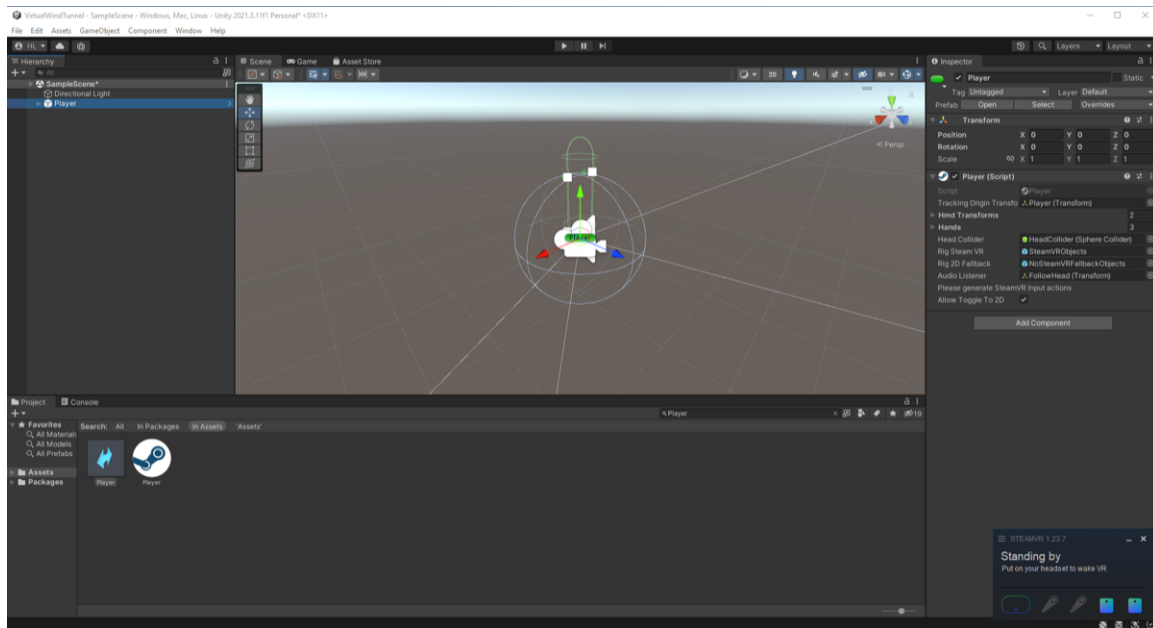 VirtualWindTunnel - SampleScene - Windows, Mac, Linux - Unity 2021.3.11f1 Personal* <DX11>
File Edit Assets GameObject Component Window Help
HL Layers Layout
Hierarchy
All
SampleScene*
Directional Light
Player
Scene Game Asset Store
2D
Persp
Player
Inspector
Player Static
Tag Untagged Layer Default
Prefab Open Select Overrides
Transform
Position X 0 Y 0 Z 0
Rotation X 0 Y 0 Z 0
Scale X 1 Y 1 Z 1
Player (Script)
Script Player
Tracking Origin Transfo Player (Transform)
Hmd Transforms 2
Hands 3
Head Collider HeadCollider (Sphere Collider)
Rig Steam VR SteamVRObjects
Rig 2D Fallback NoSteamVRFallbackObjects
Audio Listener FollowHead (Transform)
Please generate SteamVR Input actions
Allow Toggle To 2D
Add Component
Project Console
Player 19
Favorites
All Materials
All Models
All Prefabs
Assets
Packages
Search: All In Packages In Assets 'Assets'
Player Player
STEAMVR 1.23.7
Standing by
Put on your headset to wake VR